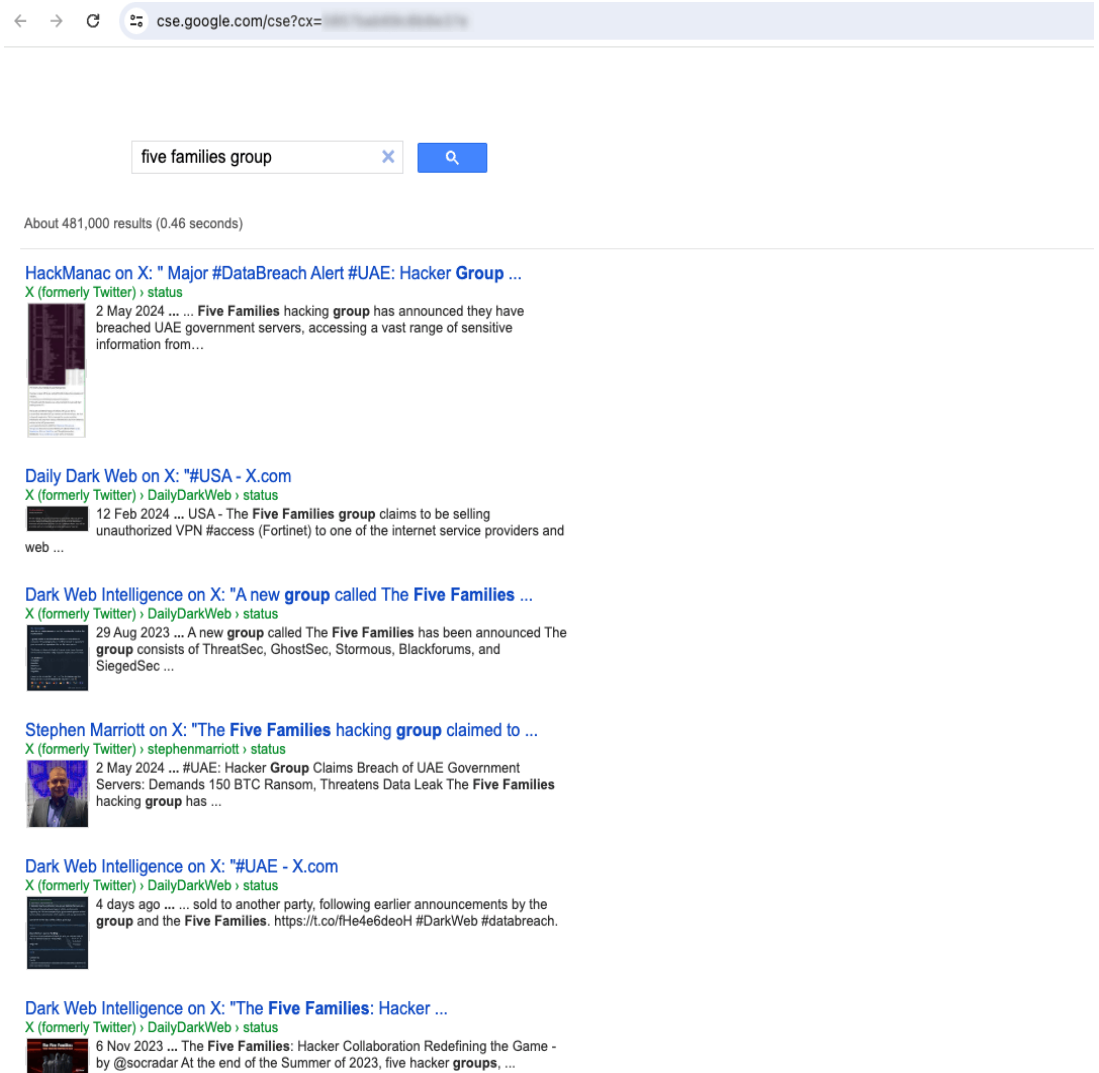 cse.google.com/cse?cx=
five families group
About 481,000 results (0.46 seconds)
HackManac on X: " Major #DataBreach Alert #UAE: Hacker Group ...
X (formerly Twitter) › status
2 May 2024 ... ... Five Families hacking group has announced they have
breached UAE government servers, accessing a vast range of sensitive
information from…
Daily Dark Web on X: "#USA - X.com
X (formerly Twitter) › DailyDarkWeb › status
12 Feb 2024 ... USA - The Five Families group claims to be selling
unauthorized VPN #access (Fortinet) to one of the internet service providers and
web ...
Dark Web Intelligence on X: "A new group called The Five Families ...
X (formerly Twitter) › DailyDarkWeb › status
29 Aug 2023 ... A new group called The Five Families has been announced The
group consists of ThreatSec, GhostSec, Stormous, Blackforums, and
SiegedSec ...
Stephen Marriott on X: "The Five Families hacking group claimed to ...
X (formerly Twitter) › stephenmarriott › status
2 May 2024 ... #UAE: Hacker Group Claims Breach of UAE Government
Servers: Demands 150 BTC Ransom, Threatens Data Leak The Five Families
hacking group has ...
Dark Web Intelligence on X: "#UAE - X.com
X (formerly Twitter) › DailyDarkWeb › status
4 days ago ... ... sold to another party, following earlier announcements by the
group and the Five Families. https://t.co/fHe4e6deoH #DarkWeb #databreach.
Dark Web Intelligence on X: "The Five Families: Hacker ...
X (formerly Twitter) › DailyDarkWeb › status
6 Nov 2023 ... The Five Families: Hacker Collaboration Redefining the Game -
by @socradar At the end of the Summer of 2023, five hacker groups, ...